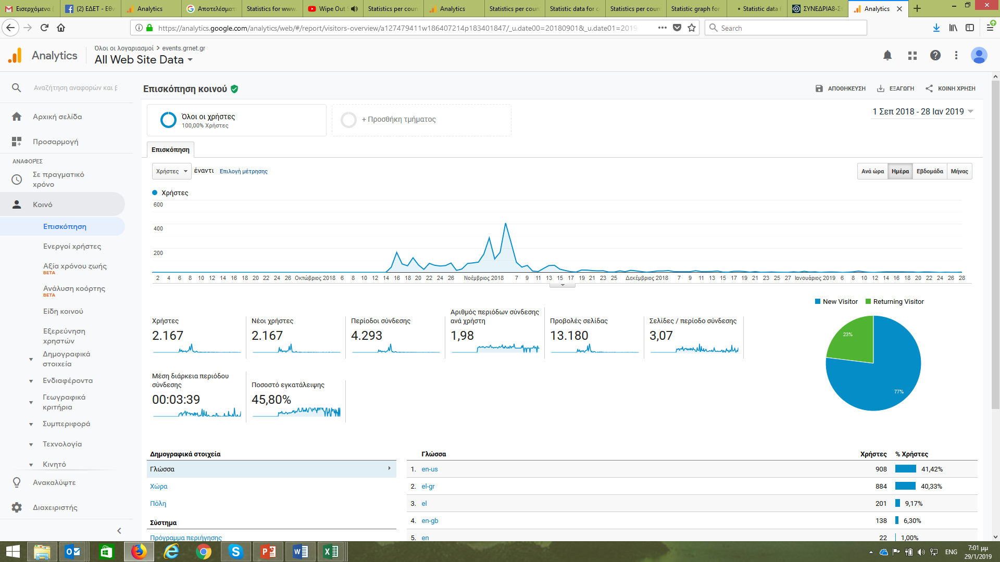 Εισερχόμενα (
(2) ΕΔΕΤ - Εθν
Analytics
Αποτελέσματ
Statistics for www.
Wipe Out S
Statistics per coun
Analytics
Statistics per coun
Statistic data for c
Statistics per coun
Statistic graph for
Statistic data f
ΣΥΝΕΔΡΙΑ8-Στ
Analytics
https://analytics.google.com/analytics/web/#/report/visitors-overview/a127479411w186407214p183401847/_u.date00=20180901&_u.date01=2019
Search
Analytics
Όλοι οι λογαριασμοί > events.grnet.gr
All Web Site Data
Αναζήτηση αναφορών και β
Αρχική σελίδα
Προσαρμογή
ΑΝΑΦΟΡΈΣ
Σε πραγματικό
χρόνο
Κοινό
Επισκόπηση
Ενεργοί χρήστες
Αξία χρόνου ζωής
BETA
Ανάλυση κοόρτης
BETA
Είδη κοινού
Εξερεύνηση
χρηστών
Δημογραφικά
στοιχεία
Ενδιαφέροντα
Γεωγραφικά
κριτήρια
Συμπεριφορά
Τεχνολογία
Κινητό
Ανακαλύψτε
Διαχειριστής
Επισκόπηση κοινού
ΑΠΟΘΗΚΕΥΣΗ
ΕΞΑΓΩΓΗ
ΚΟΙΝΗ ΧΡΗΣΗ
Όλοι οι χρήστες
100,00% Χρήστες
+ Προσθήκη τμήματος
1 Σεπ 2018 - 28 Ιαν 2019
Επισκόπηση
Χρήστες
έναντι
Επιλογή μέτρησης
Ανά ώρα
Ημέρα
Εβδομάδα
Μήνας
Χρήστες
600
400
200
2 4 6 8 10 12 14 16 18 20 22 24 26 Οκτώβριος 2018 6 8 10 12 14 16 18 20 22 24 26 Νοέμβριος 2018 7 9 11 13 15 17 19 21 23 25 Δεκέμβριος 2018 7 9 11 13 15 17 19 21 23 25 27 Ιανουάριος 2019 6 8 10 12 14 16 18 20 22 24 26 28
New Visitor
Returning Visitor
23%
77%
Χρήστες
2.167
Νέοι χρήστες
2.167
Περίοδοι σύνδεσης
4.293
Αριθμός περιόδων σύνδεσης
ανά χρήστη
1,98
Προβολές σελίδας
13.180
Σελίδες / περίοδο σύνδεσης
3,07
Μέση διάρκεια περιόδου
σύνδεσης
00:03:39
Ποσοστό εγκατάλειψης
45,80%
Δημογραφικά στοιχεία
Γλώσσα
Χώρα
Πόλη
Σύστημα
Πρόγραμμα περιήγησης
Γλώσσα Χρήστες % Χρήστες
1. en-us 908 41,42%
2. el-gr 884 40,33%
3. el 201 9,17%
4. en-gb 138 6,30%
5. en 22 1,00%
ENG
7:01 μμ
29/1/2019